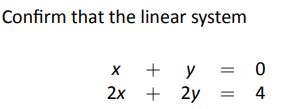 Confirm that the linear system
x + y = 0
2x + 2y = 4